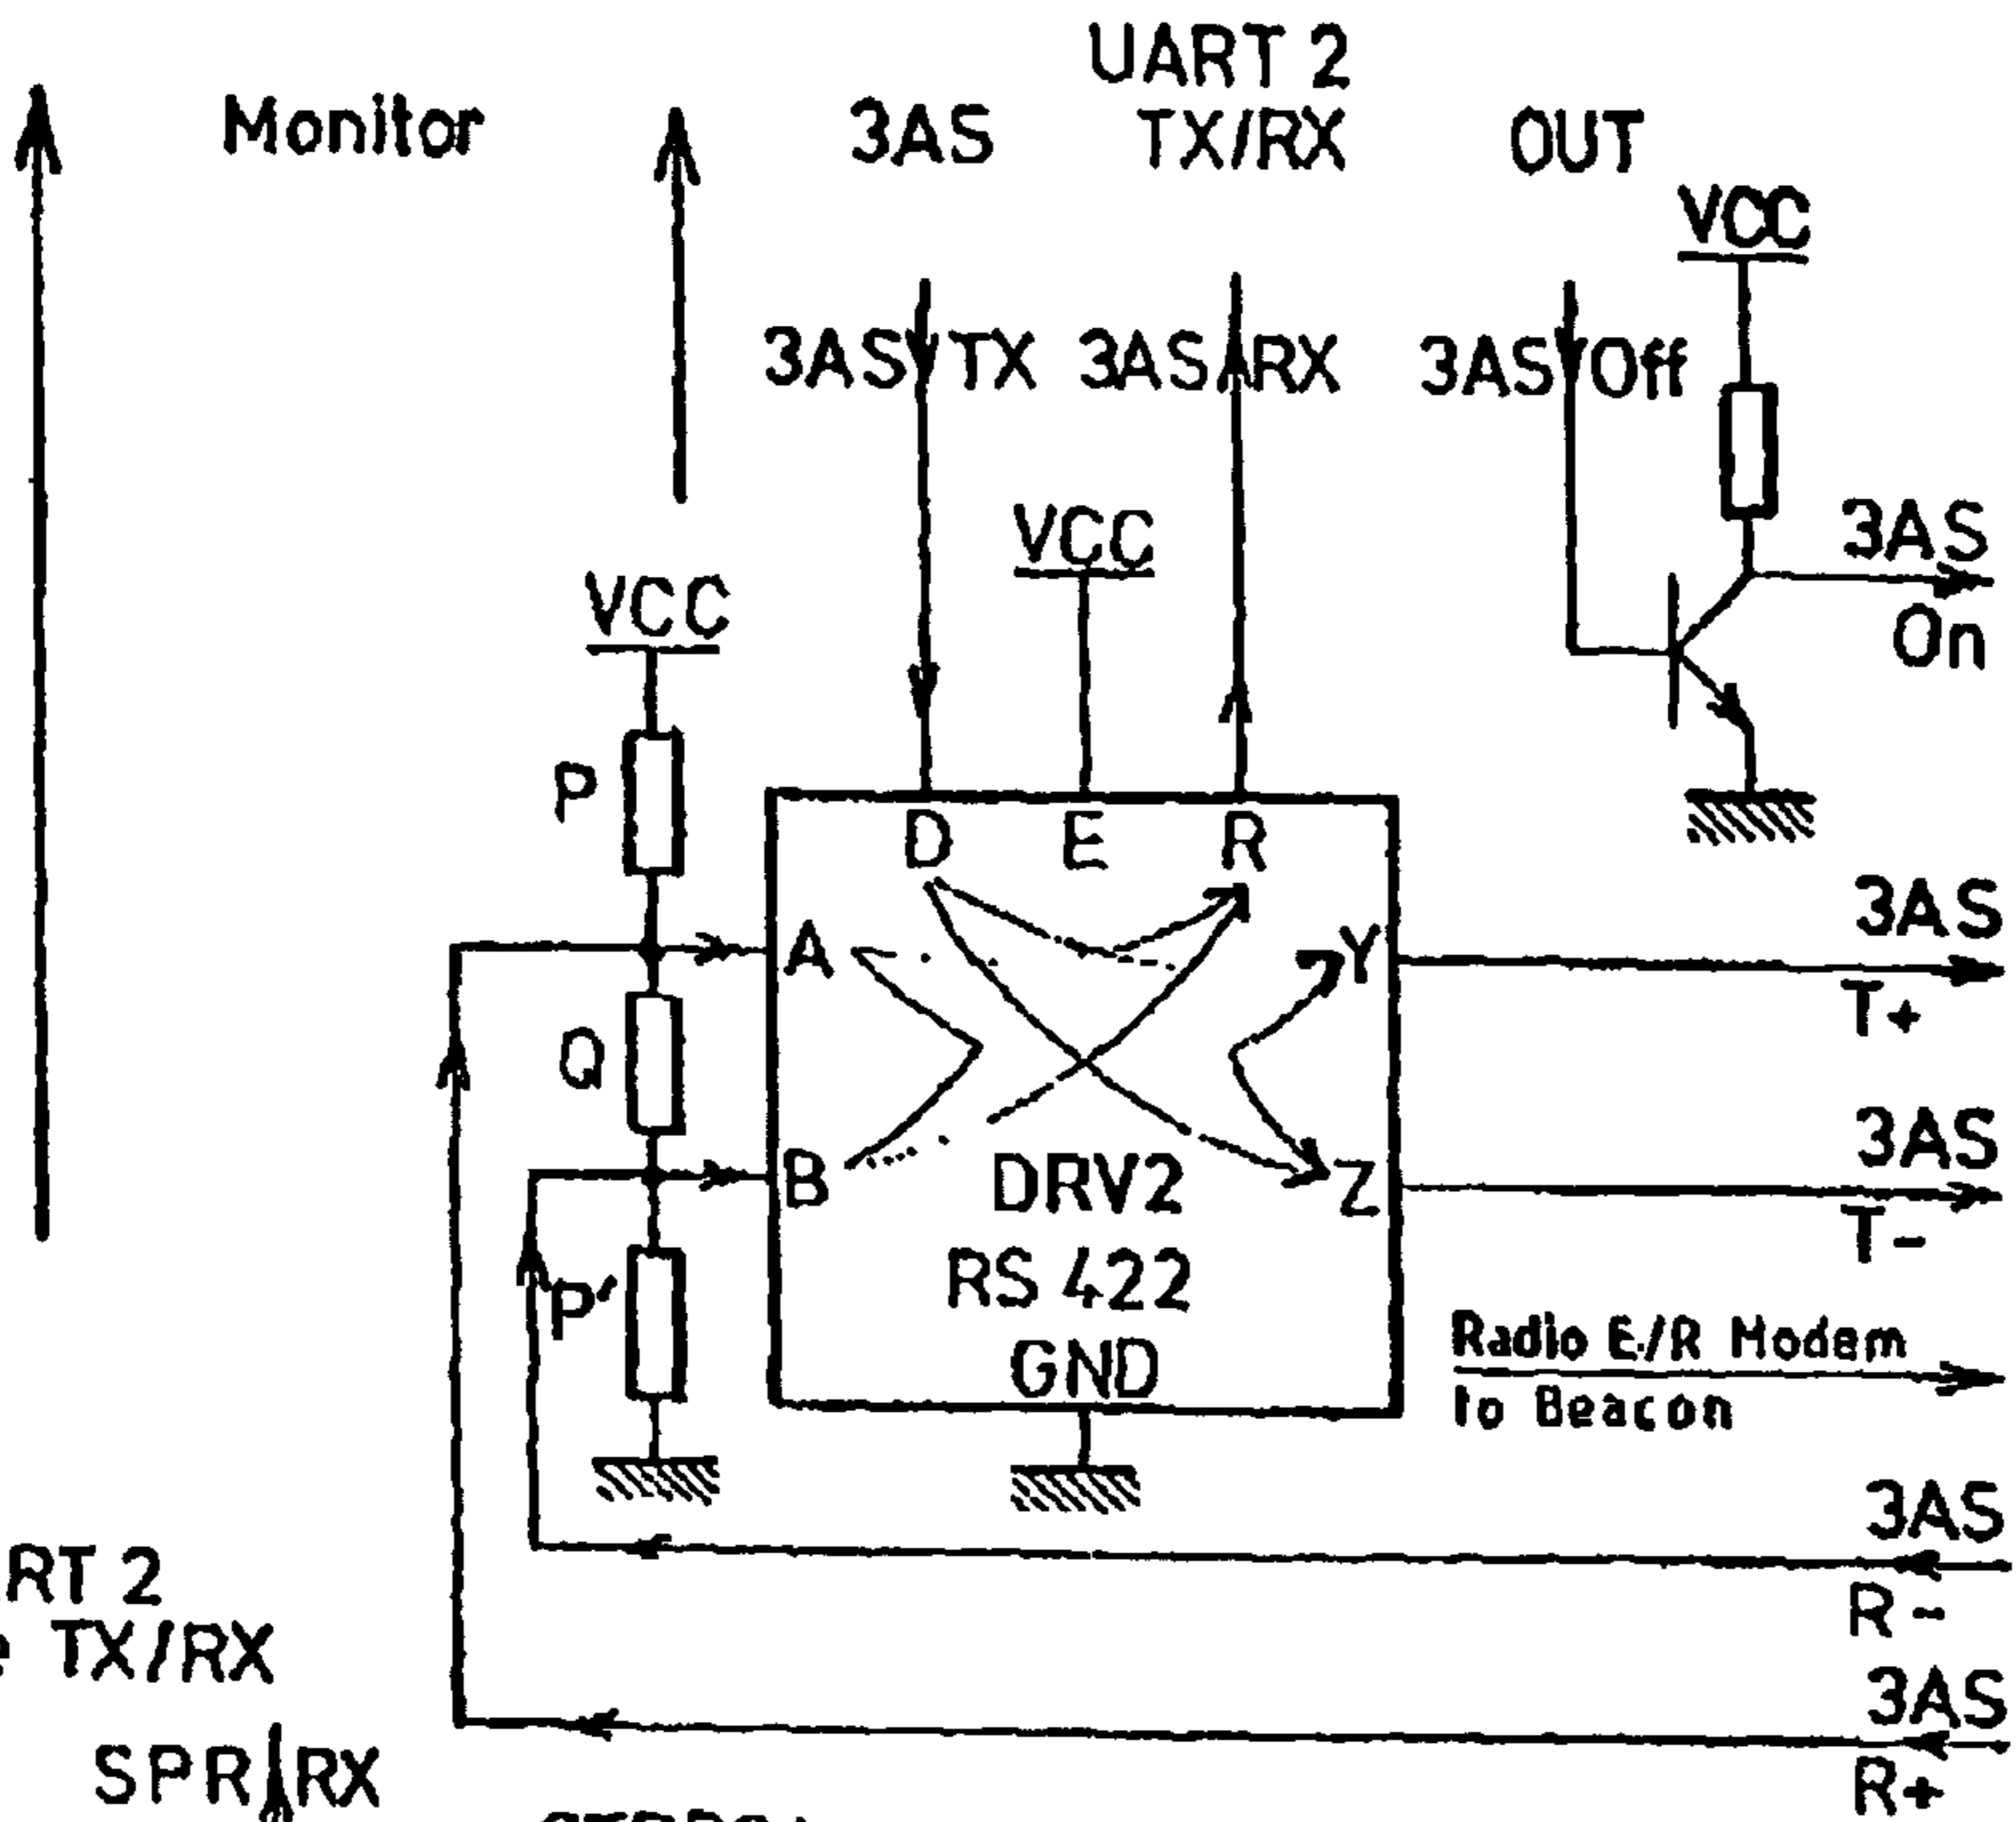 UART 2
Monitor
3AS
TX/RX
OUT
VCC
3AS TX
3AS RX
3AS Off
VCC
3AS
On
VCC
P
D
E
R
A
Y
3AS
T+
Q
B
Z
3AS
T-
DRV2
RS 422
P'
GND
Radio E/R Modem
to Beacon
3AS
R-
RT 2
TX/RX
3AS
R+
SPR RX